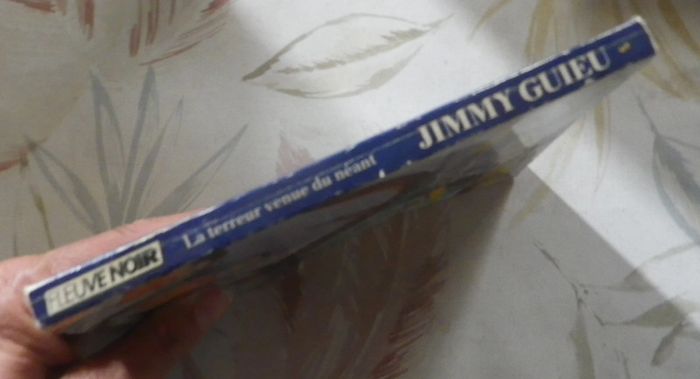 FLEUVE NOIR
La terreur venue du néant
JIMMY GUIEU